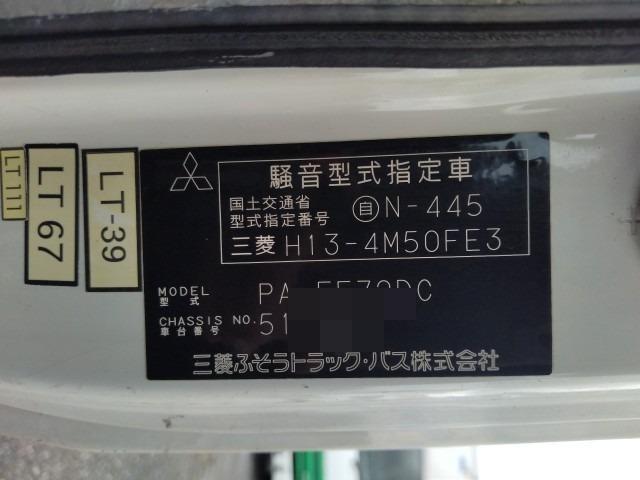 LT 111
LT 67
LT-39
騒音型式指定車
国土交通省
型式指定番号 自 N-445
三菱 H13-4M50FE3
MODEL
型式 PA
CHASSIS NO. 51
車台番号
三菱ふそうトラック・バス株式会社